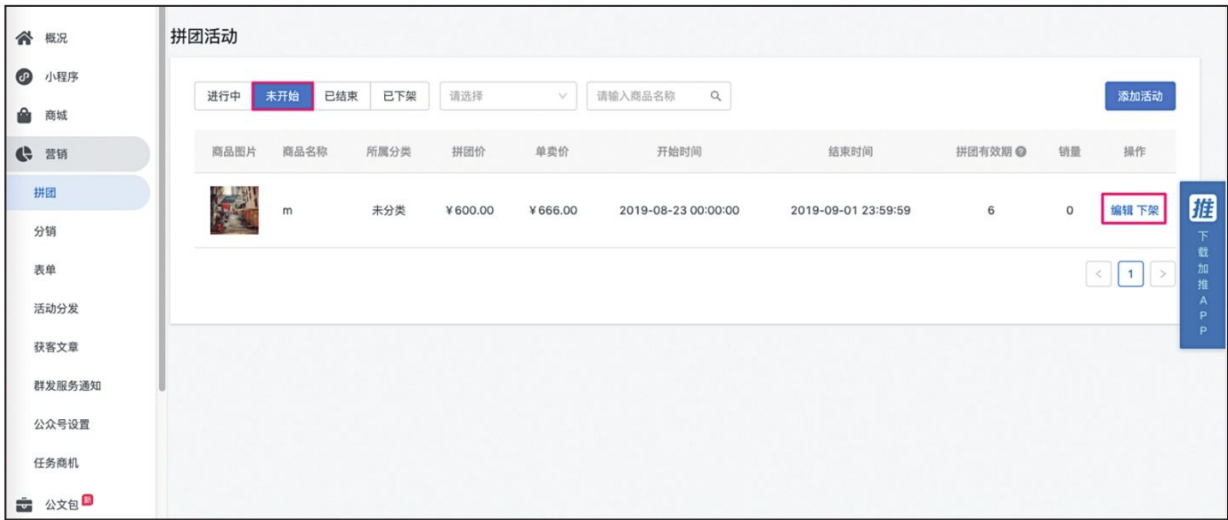 概况
小程序
商城
营销
拼团
分销
表单
活动分发
获客文章
群发服务通知
公众号设置
任务商机
公文包 新
拼团活动
进行中 未开始 已结束 已下架 请选择 请输入商品名称 添加活动
商品图片 商品名称 所属分类 拼团价 单卖价 开始时间 结束时间 拼团有效期 销量 操作
m 未分类 ¥600.00 ¥666.00 2019-08-23 00:00:00 2019-09-01 23:59:59 6 0 编辑 下架
< 1 >
推
下载加推APP